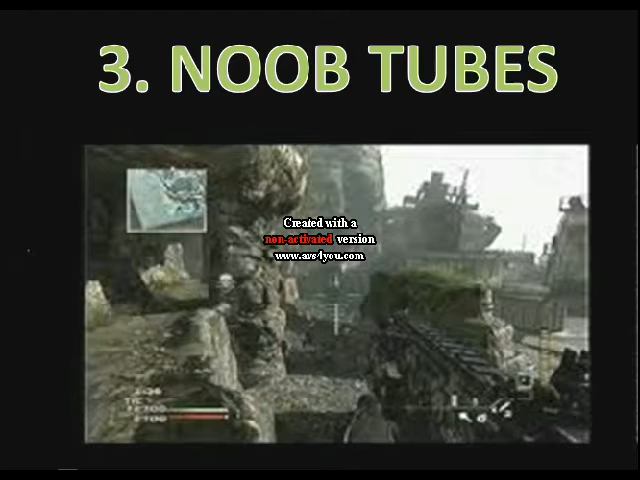 3. NOOB TUBES
Created with a
non-activated version
www.avs4you.com